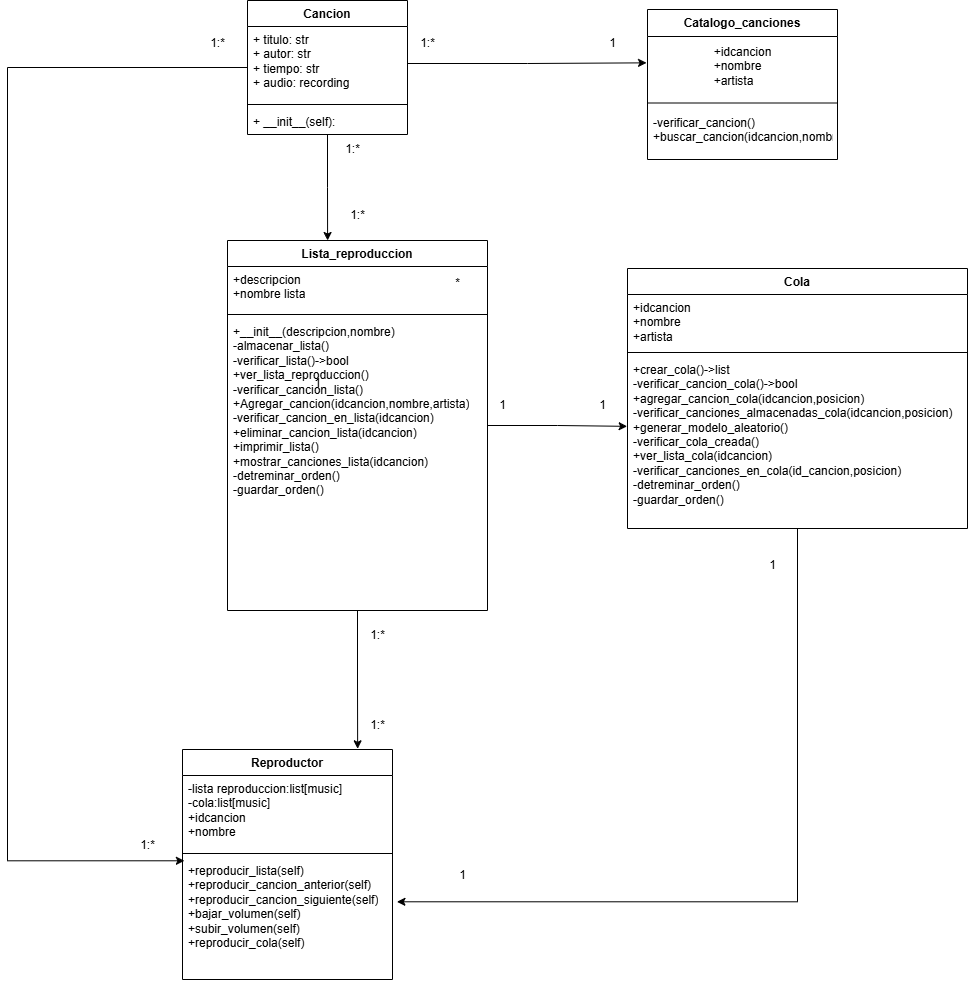 Cancion
+ titulo: str
+ autor: str
+ tiempo: str
+ audio: recording
+ __init__(self):
1:*
1:*
1
Catalogo_canciones
+idcancion
+nombre
+artista
-verificar_cancion()
+buscar_cancion(idcancion,nomb
1:*
1:*
Lista_reproduccion
+descripcion
+nombre lista
*
+__init__(descripcion,nombre)
-almacenar_lista()
-verificar_lista()->bool
+ver_lista_reproduccion()
1
-verificar_cancion_lista()
+Agregar_cancion(idcancion,nombre,artista)
-verificar_cancion_en_lista(idcancion)
+eliminar_cancion_lista(idcancion)
+imprimir_lista()
+mostrar_canciones_lista(idcancion)
-detreminar_orden()
-guardar_orden()
1
1
Cola
+idcancion
+nombre
+artista
+crear_cola()->list
-verificar_cancion_cola()->bool
+agregar_cancion_cola(idcancion,posicion)
-verificar_canciones_almacenadas_cola(idcancion,posicion)
+generar_modelo_aleatorio()
-verificar_cola_creada()
+ver_lista_cola(idcancion)
-verificar_canciones_en_cola(id_cancion,posicion)
-detreminar_orden()
-guardar_orden()
1
1:*
1:*
Reproductor
-lista reproduccion:list[music]
-cola:list[music]
+idcancion
+nombre
1:*
+reproducir_lista(self)
+reproducir_cancion_anterior(self)
+reproducir_cancion_siguiente(self)
+bajar_volumen(self)
+subir_volumen(self)
+reproducir_cola(self)
1